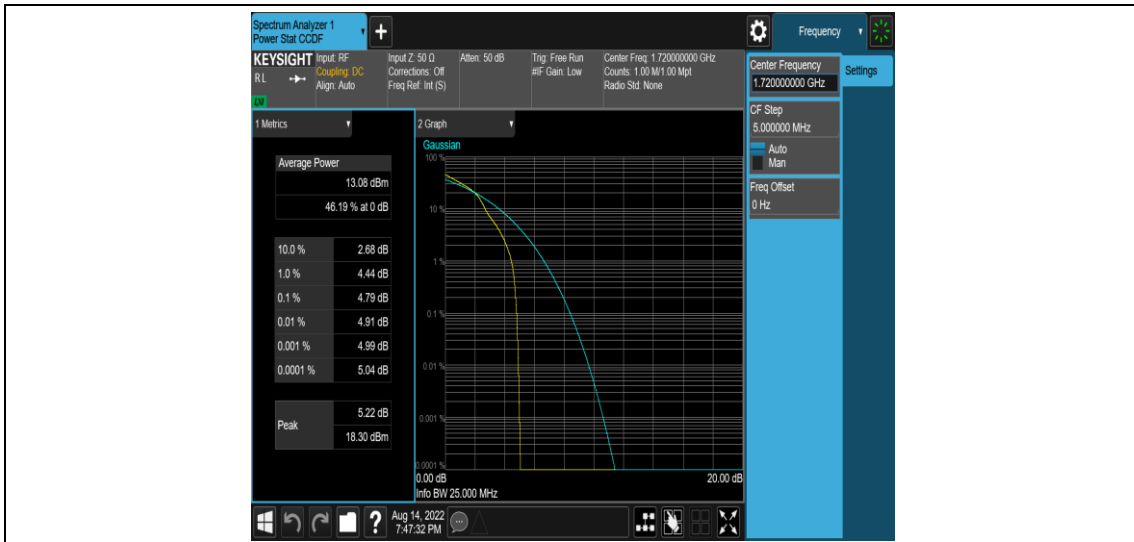 Spectrum Analyzer 1
Power Stat CCDF
Frequency
KEYSIGHT
RL
Input: RF
Coupling: DC
Align: Auto
Input Z: 50 Ω
Corrections: Off
Freq Ref: Int (S)
Atten: 50 dB
Trig: Free Run
#IF Gain: Low
Center Freq: 1.720000000 GHz
Counts: 1.00 M/1.00 Mpt
Radio Std: None
Center Frequency
1.720000000 GHz
Settings
CF Step
5.000000 MHz
Auto
Man
Freq Offset
0 Hz
1 Metrics
Average Power
13.08 dBm
46.19 % at 0 dB
10.0 % 2.68 dB
1.0 % 4.44 dB
0.1 % 4.79 dB
0.01 % 4.91 dB
0.001 % 4.99 dB
0.0001 % 5.04 dB
Peak
5.22 dB
18.30 dBm
2 Graph
Gaussian
100 %
10 %
1 %
0.1 %
0.01 %
0.001 %
0.0001 %
0.00 dB 20.00 dB
Info BW 25.000 MHz
Aug 14, 2022
7:47:32 PM